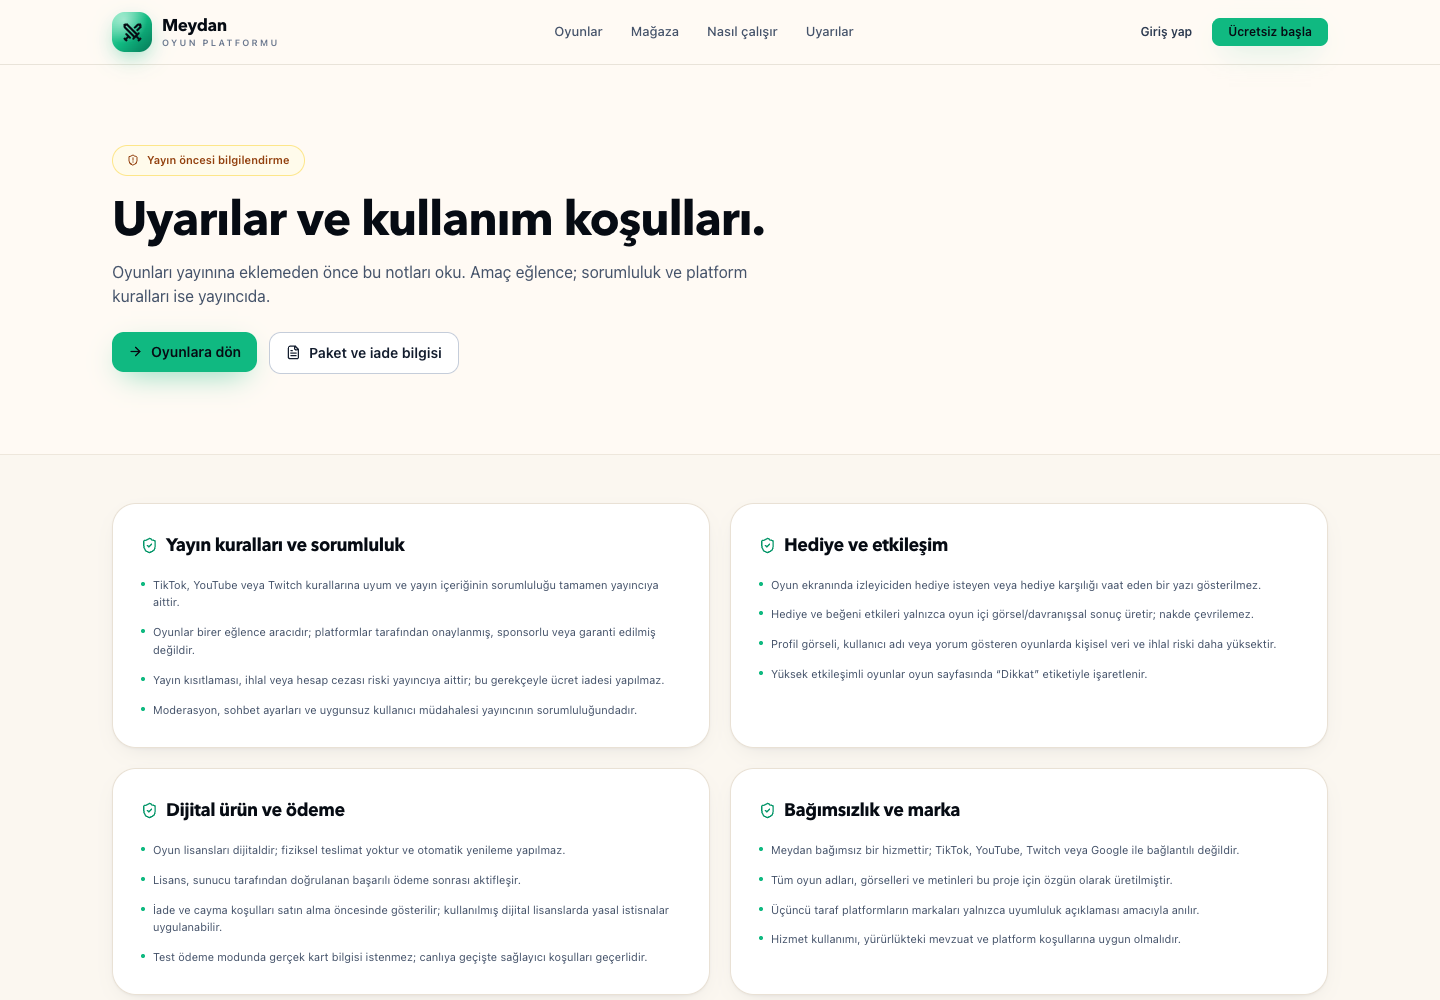 Meydan
OYUN PLATFORMU
Oyunlar
Mağaza
Nasıl çalışır
Uyarılar
Giriş yap
Ücretsiz başla
Yayın öncesi bilgilendirme
Uyarılar ve kullanım koşulları.
Oyunları yayınına eklemeden önce bu notları oku. Amaç eğlence; sorumluluk ve platform
kuralları ise yayıncıda.
Oyunlara dön
Paket ve iade bilgisi
Yayın kuralları ve sorumluluk
TikTok, YouTube veya Twitch kurallarına uyum ve yayın içeriğinin sorumluluğu tamamen yayıncıya
aittir.
Oyunlar birer eğlence aracıdır; platformlar tarafından onaylanmış, sponsorlu veya garanti edilmiş
değildir.
Yayın kısıtlaması, ihlal veya hesap cezası riski yayıncıya aittir; bu gerekçeyle ücret iadesi yapılmaz.
Moderasyon, sohbet ayarları ve uygunsuz kullanıcı müdahalesi yayıncının sorumluluğundadır.
Hediye ve etkileşim
Oyun ekranında izleyiciden hediye isteyen veya hediye karşılığı vaat eden bir yazı gösterilmez.
Hediye ve beğeni etkileri yalnızca oyun içi görsel/davranışsal sonuç üretir; nakde çevrilemez.
Profil görseli, kullanıcı adı veya yorum gösteren oyunlarda kişisel veri ve ihlal riski daha yüksektir.
Yüksek etkileşimli oyunlar oyun sayfasında “Dikkat” etiketiyle işaretlenir.
Dijital ürün ve ödeme
Oyun lisansları dijitaldir; fiziksel teslimat yoktur ve otomatik yenileme yapılmaz.
Lisans, sunucu tarafından doğrulanan başarılı ödeme sonrası aktifleşir.
İade ve cayma koşulları satın alma öncesinde gösterilir; kullanılmış dijital lisanslarda yasal istisnalar
uygulanabilir.
Test ödeme modunda gerçek kart bilgisi istenmez; canlıya geçişte sağlayıcı koşulları geçerlidir.
Bağımsızlık ve marka
Meydan bağımsız bir hizmettir; TikTok, YouTube, Twitch veya Google ile bağlantılı değildir.
Tüm oyun adları, görselleri ve metinleri bu proje için özgün olarak üretilmiştir.
Üçüncü taraf platformların markaları yalnızca uyumluluk açıklaması amacıyla anılır.
Hizmet kullanımı, yürürlükteki mevzuat ve platform koşullarına uygun olmalıdır.